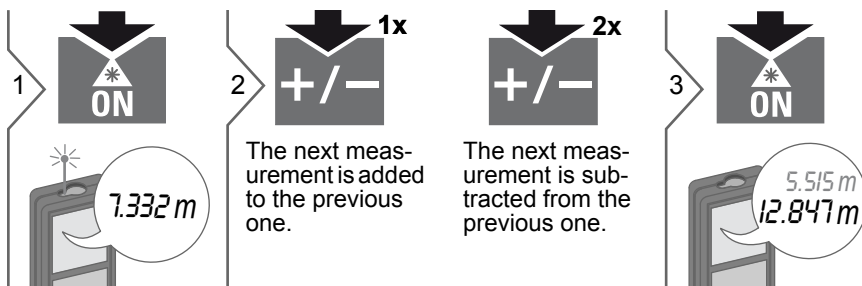 1
ON
7.332 m
2
1x
+/−
The next meas-
urement is added
to the previous
one.
2x
+/−
The next meas-
urement is sub-
tracted from the
previous one.
3
ON
5.515 m
12.847 m